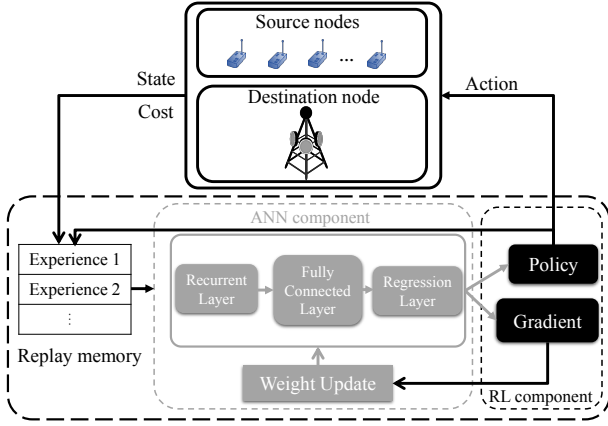 Source nodes
...
Destination node
State
Cost
Action
ANN component
Experience 1
Experience 2
⋮
Replay memory
Recurrent
Layer
Fully
Connected
Layer
Regression
Layer
Policy
Gradient
Weight Update
RL component